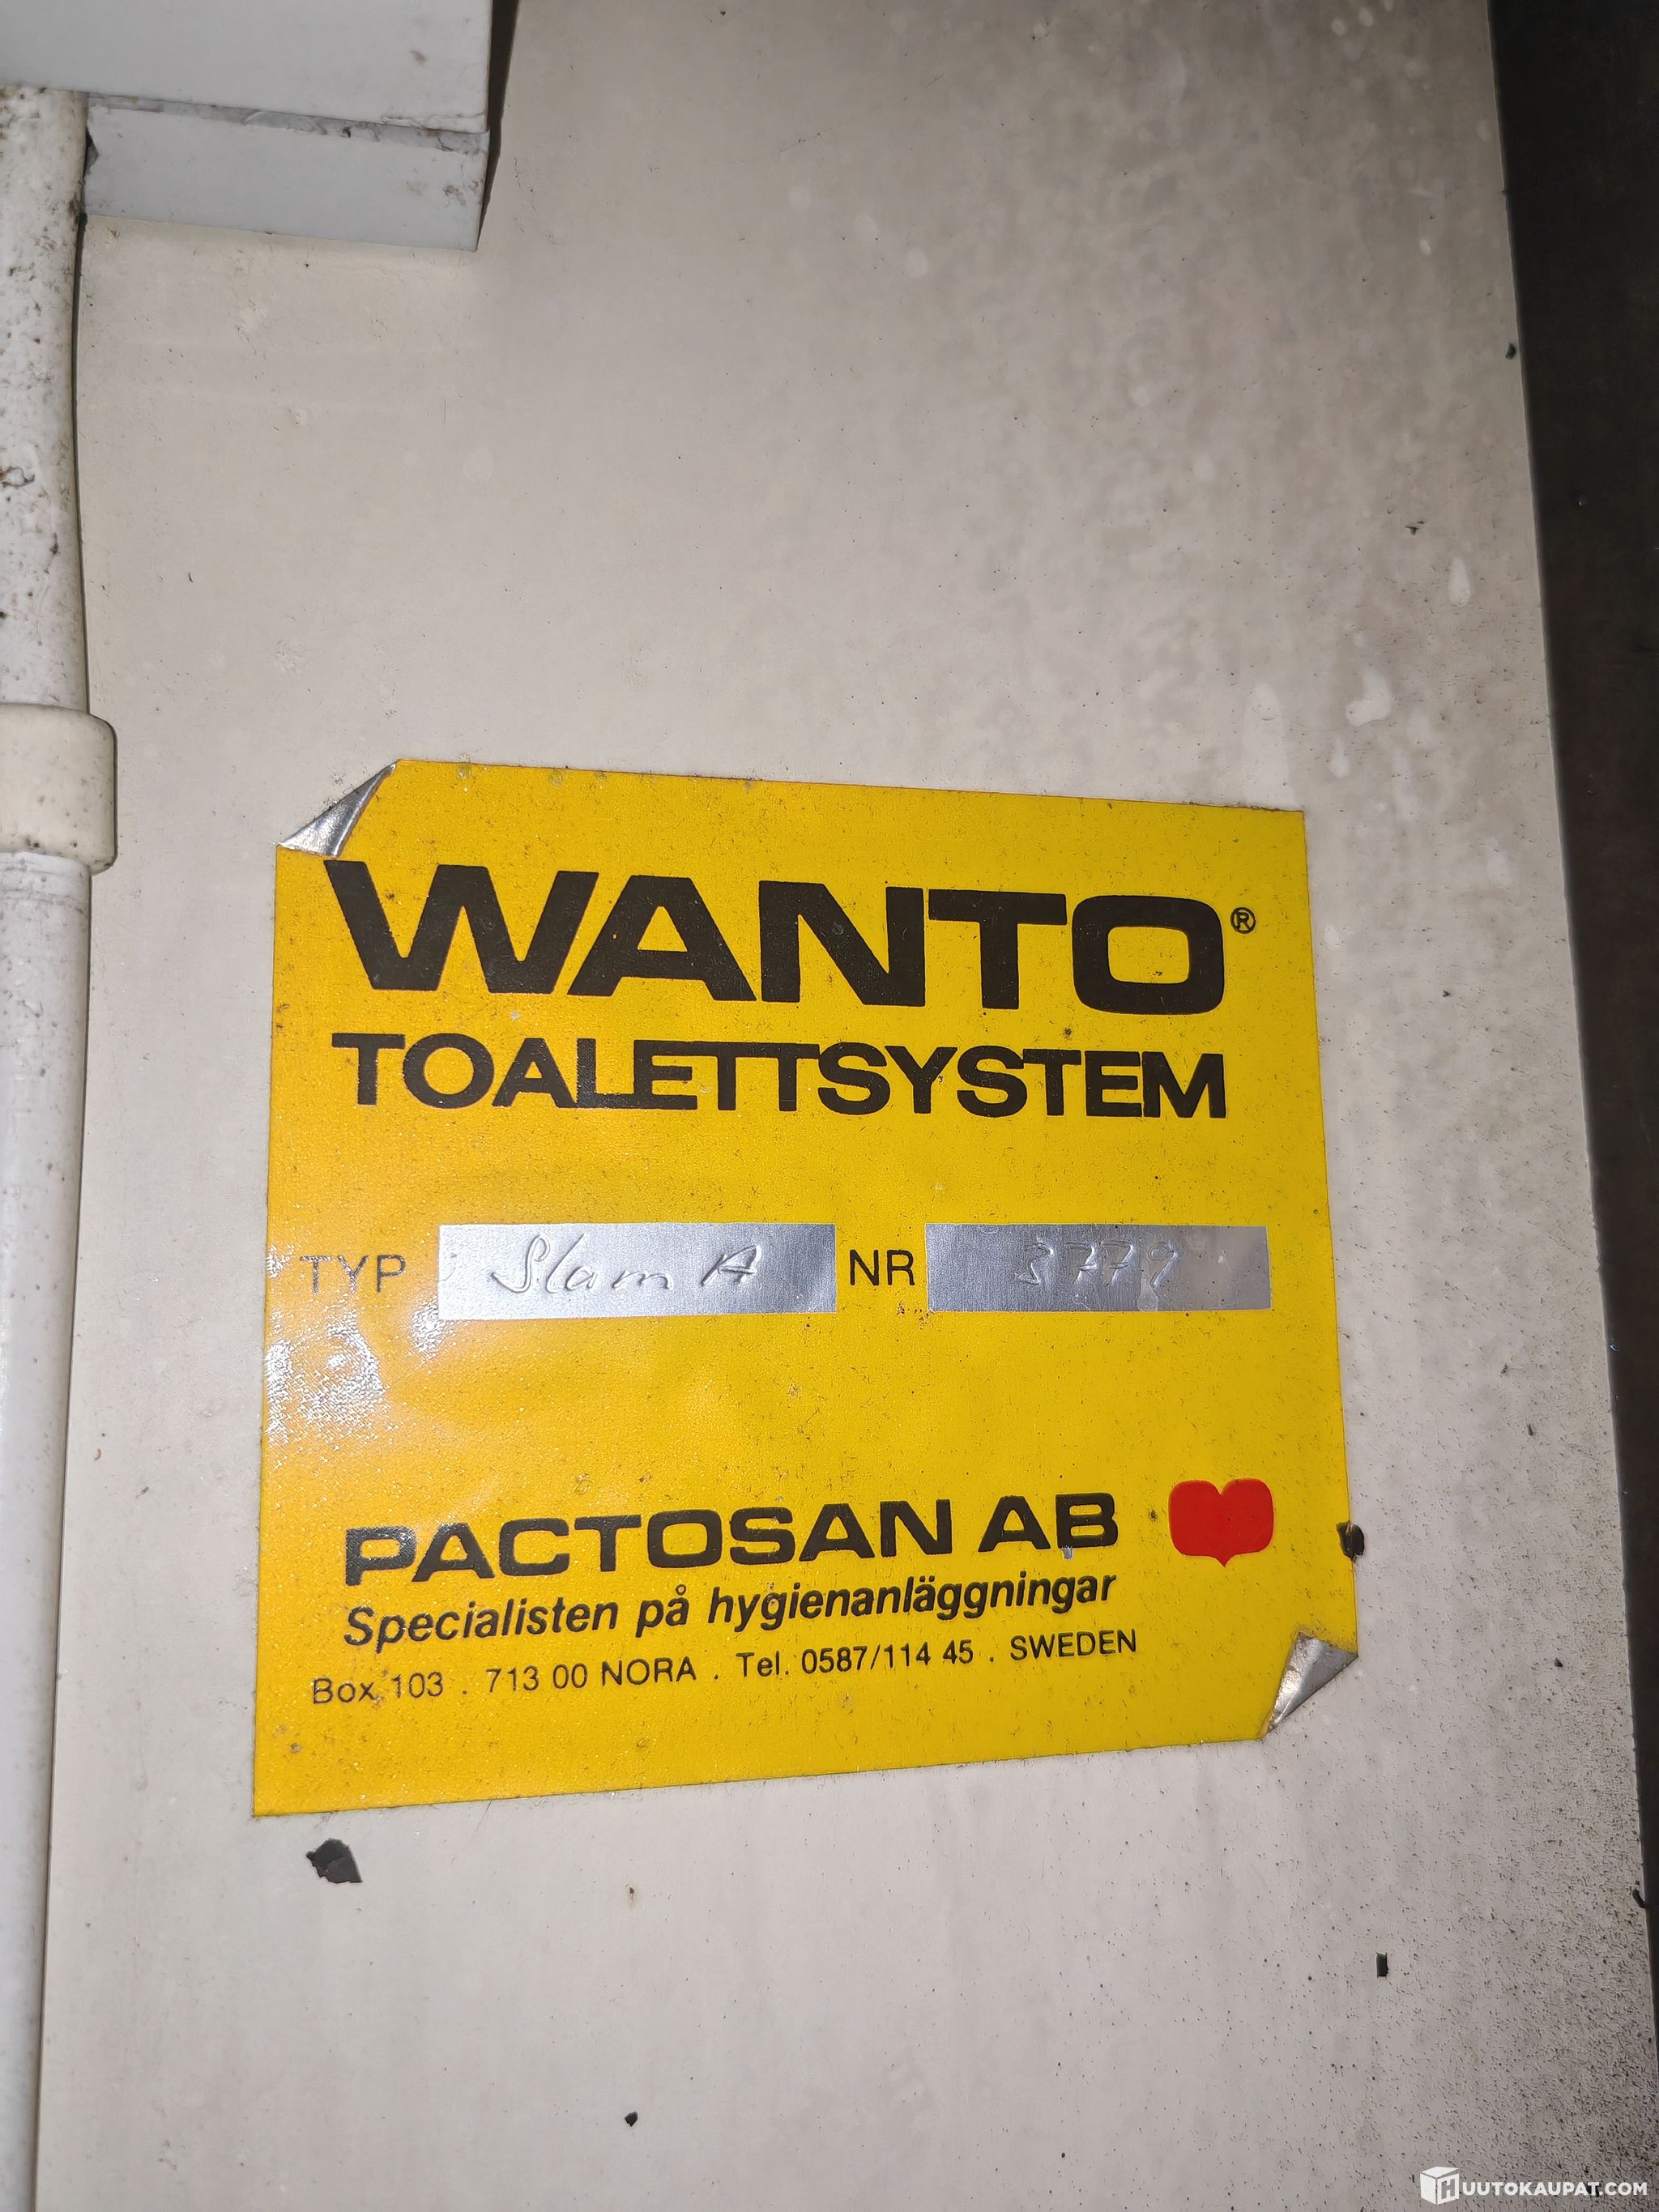 WANTO®
TOALETTSYSTEM
TYP Slam A NR 3779
PACTOSAN AB
Specialisten på hygienanläggningar
Box 103 . 713 00 NORA . Tel. 0587/114 45 . SWEDEN
HUUTOKAUPAT.COM